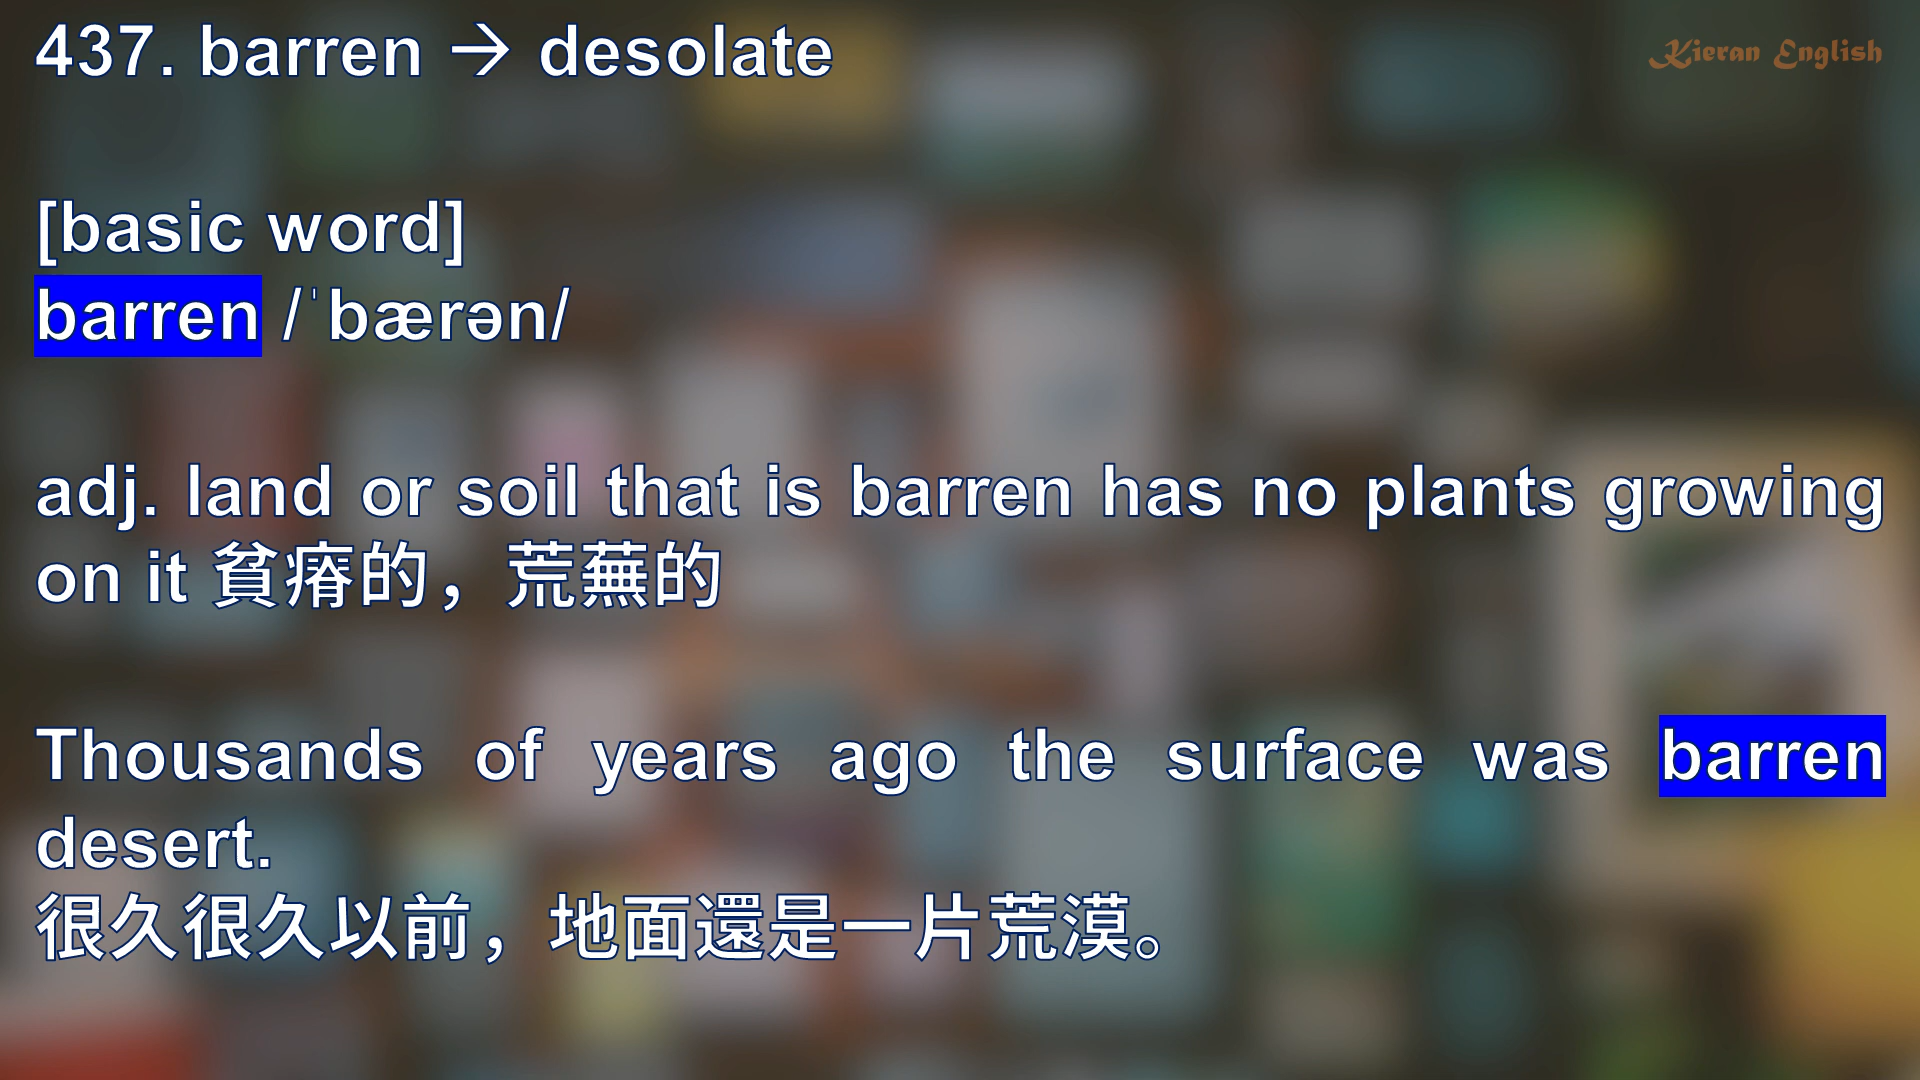 437. barren → desolate
Kieran English
[basic word]
barren /ˈbærən/
adj. land or soil that is barren has no plants growing
on it 貧瘠的，荒蕪的
Thousands of years ago the surface was barren
desert.
很久很久以前，地面還是一片荒漠。